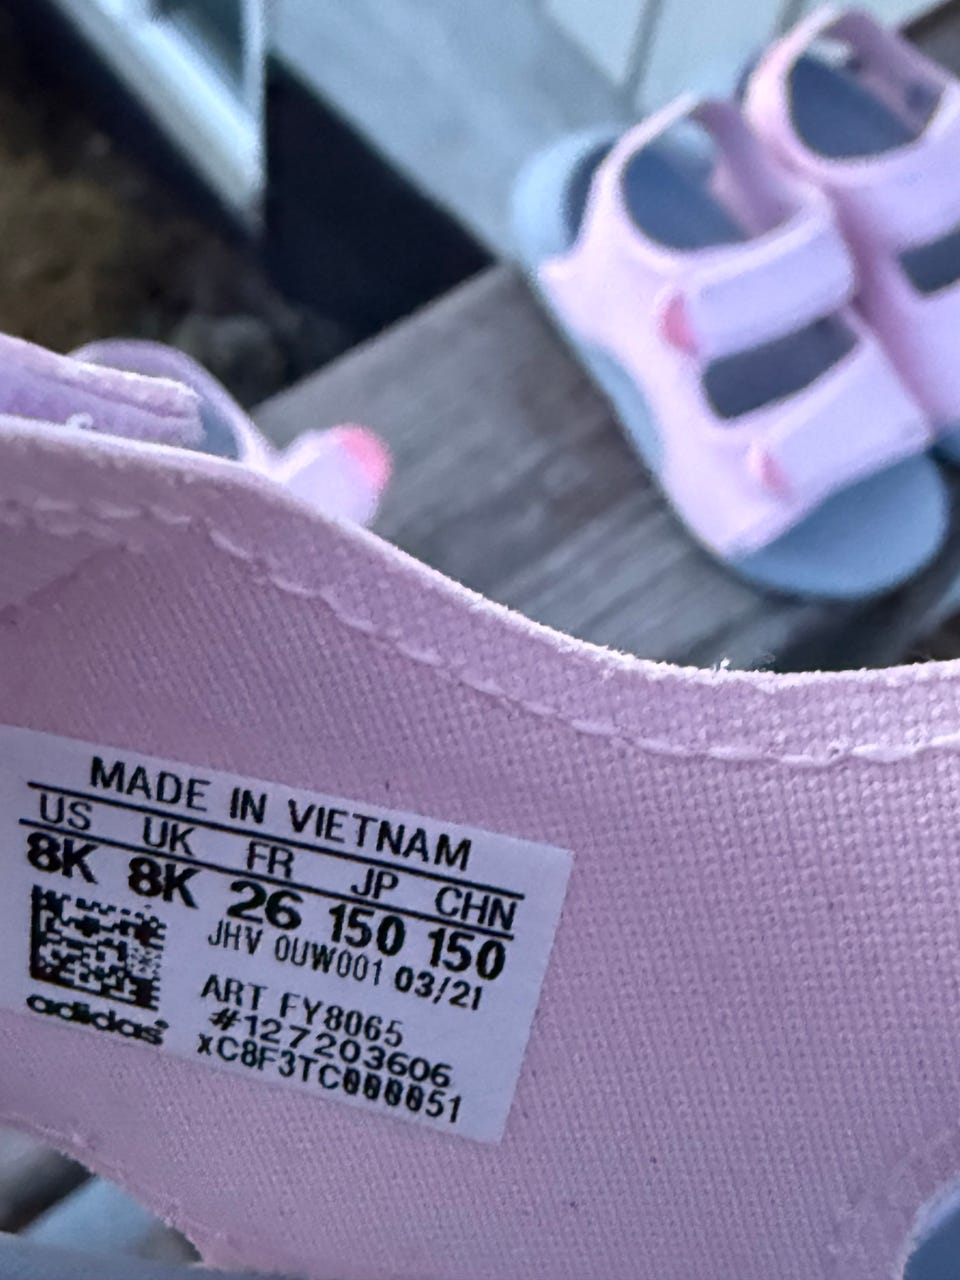 MADE IN VIETNAM
US UK FR JP CHN
8K 8K 26 150 150
JHV 0UW001 03/21
ART FY8065
#127203606
xC8F3TC000051
adidas